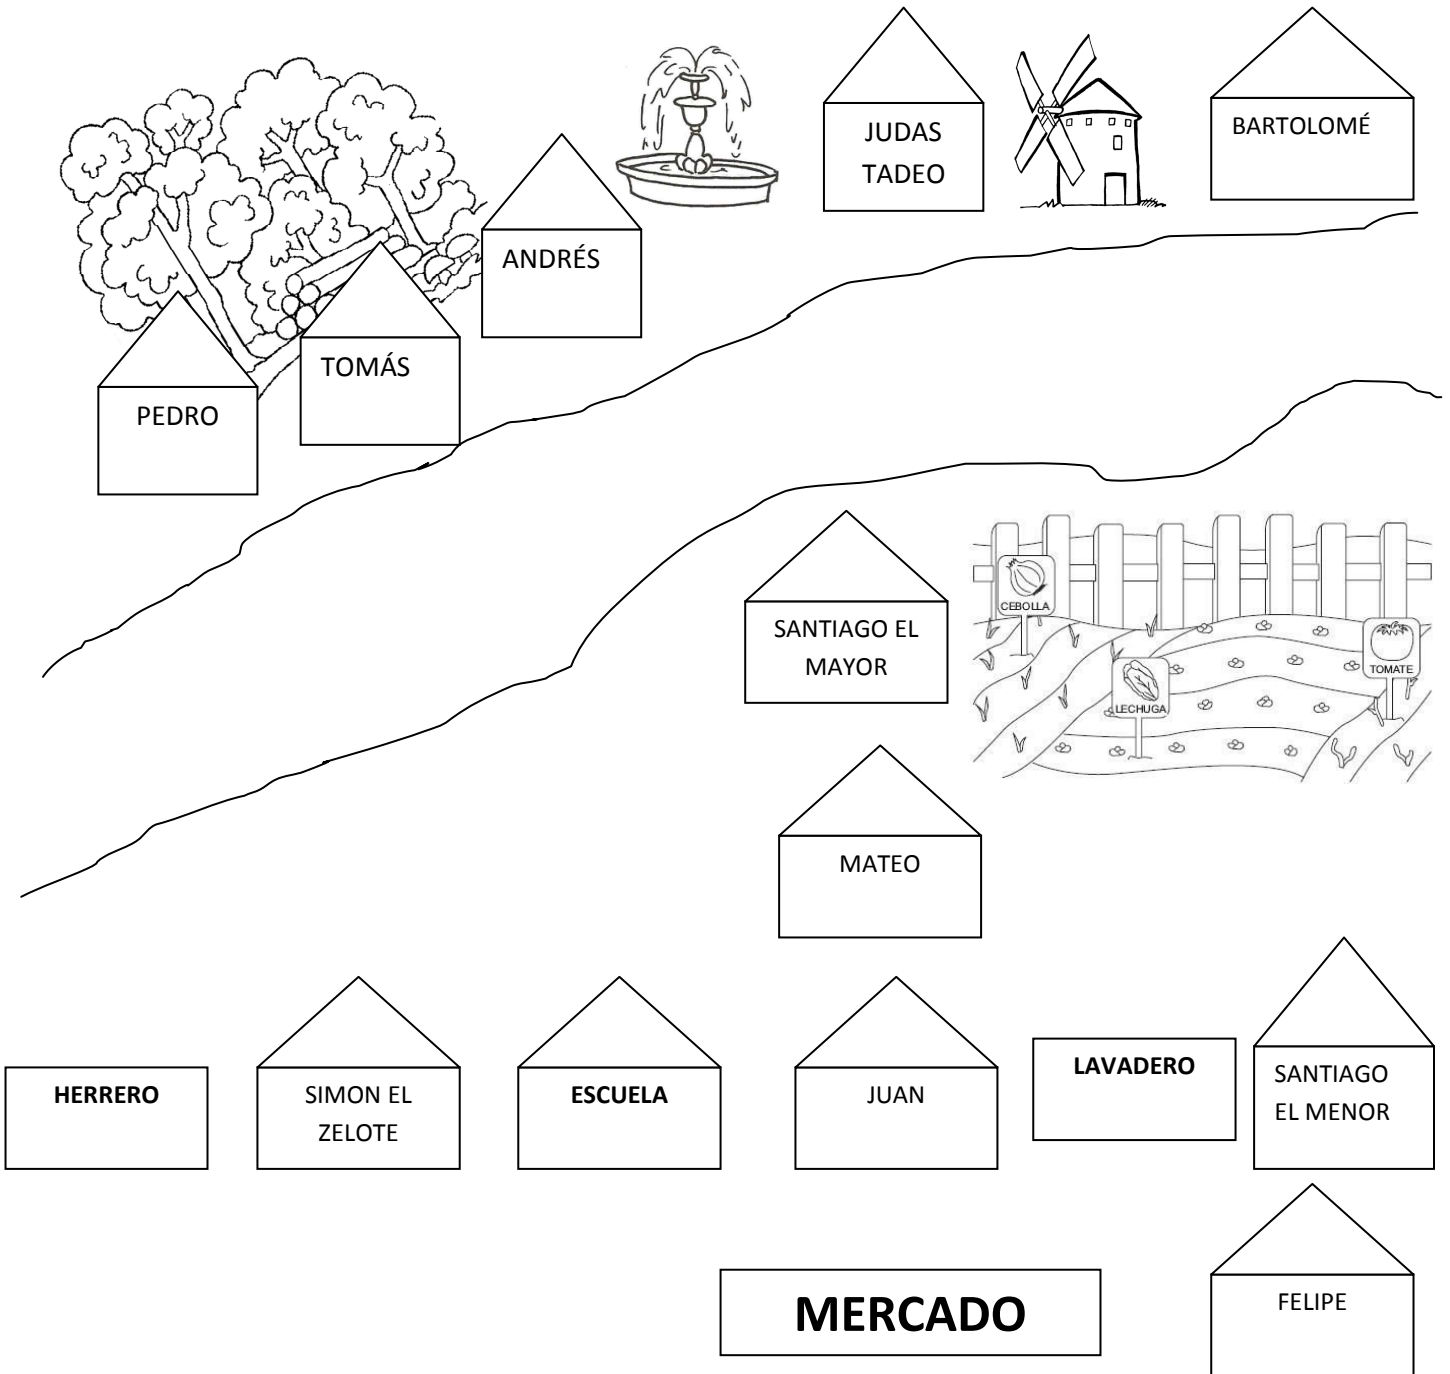 JUDAS
TADEO
BARTOLOMÉ
ANDRÉS
TOMÁS
PEDRO
CEBOLLA
SANTIAGO EL
MAYOR
TOMATE
LECHUGA
MATEO
HERRERO
SIMON EL
ZELOTE
ESCUELA
JUAN
LAVADERO
SANTIAGO
EL MENOR
MERCADO
FELIPE